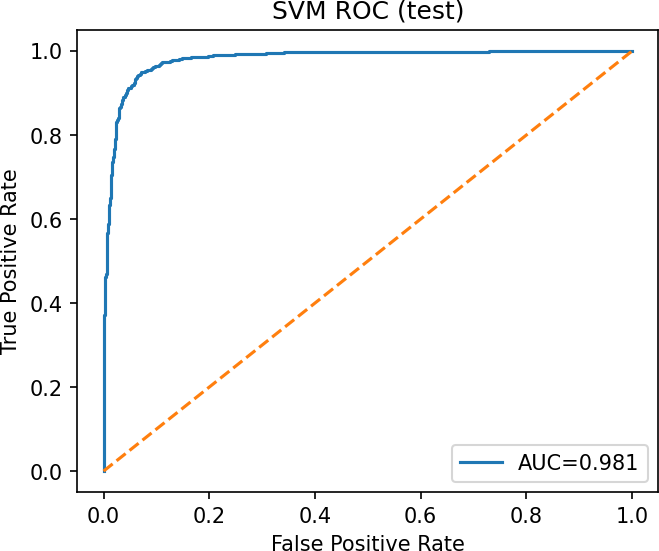 SVM ROC (test)
True Positive Rate
1.0
0.8
0.6
0.4
0.2
0.0
AUC=0.981
0.0 0.2 0.4 0.6 0.8 1.0
False Positive Rate